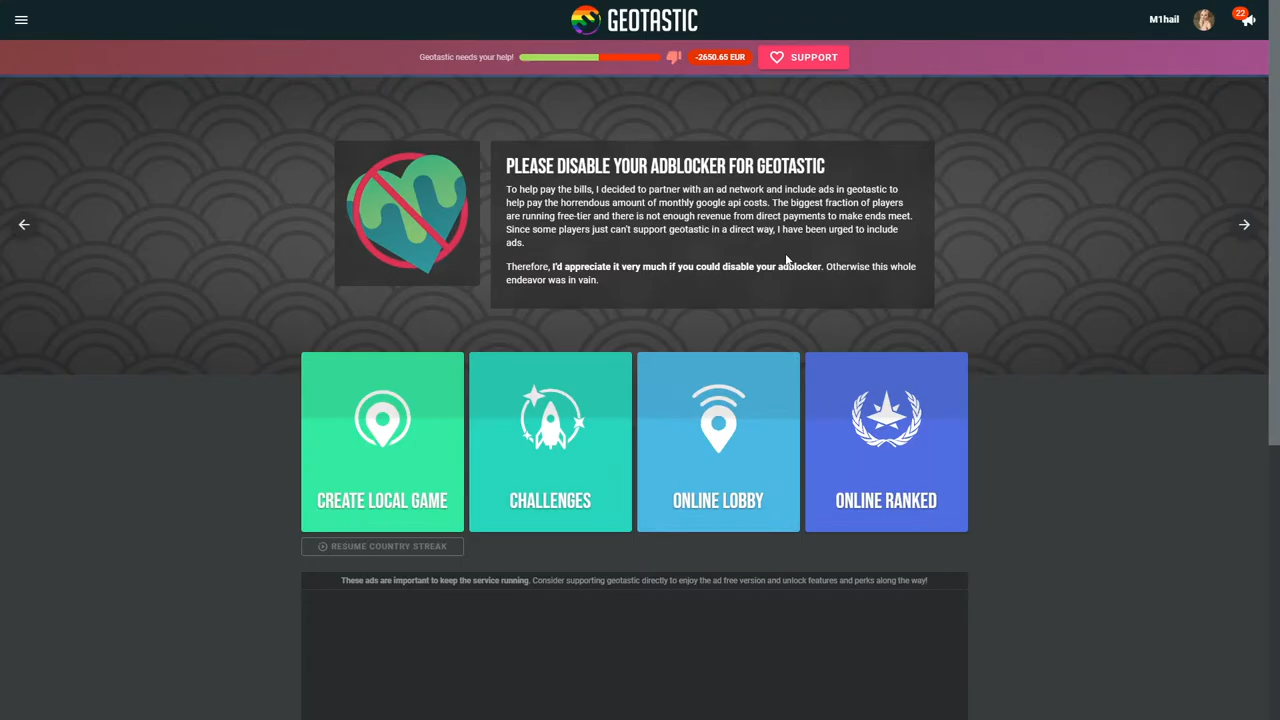 GEOTASTIC
M1hail
22
Geotastic needs your help!
-2650.65 EUR
SUPPORT
PLEASE DISABLE YOUR ADBLOCKER FOR GEOTASTIC
To help pay the bills, I decided to partner with an ad network and include ads in geotastic to
help pay the horrendous amount of monthly google api costs. The biggest fraction of players
are running free-tier and there is not enough revenue from direct payments to make ends meet.
Since some players just can't support geotastic in a direct way, I have been urged to include
ads.
Therefore, I'd appreciate it very much if you could disable your adblocker. Otherwise this whole
endeavor was in vain.
CREATE LOCAL GAME
CHALLENGES
ONLINE LOBBY
ONLINE RANKED
RESUME COUNTRY STREAK
These ads are important to keep the service running. Consider supporting geotastic directly to enjoy the ad free version and unlock features and perks along the way!